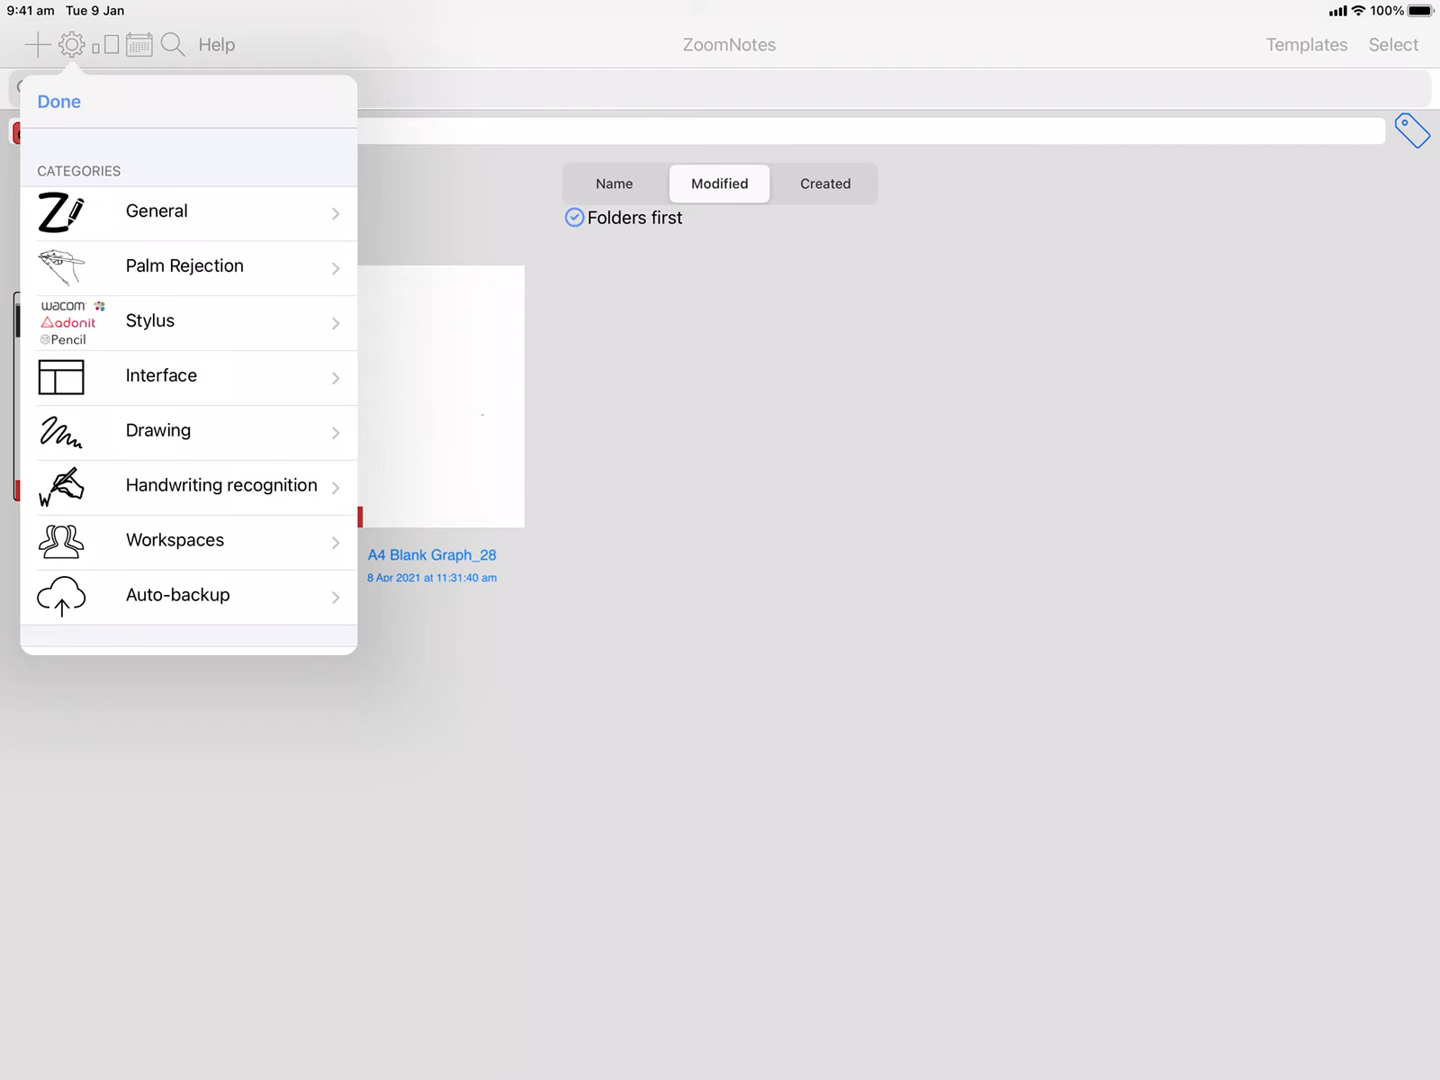 9:41 am Tue 9 Jan
100%
Help
ZoomNotes
Templates
Select
Done
CATEGORIES
General
Palm Rejection
wacom
adonit
Pencil
Stylus
Interface
Drawing
W
Handwriting recognition
Workspaces
Auto-backup
Name
Modified
Created
Folders first
A4 Blank Graph_28
8 Apr 2021 at 11:31:40 am